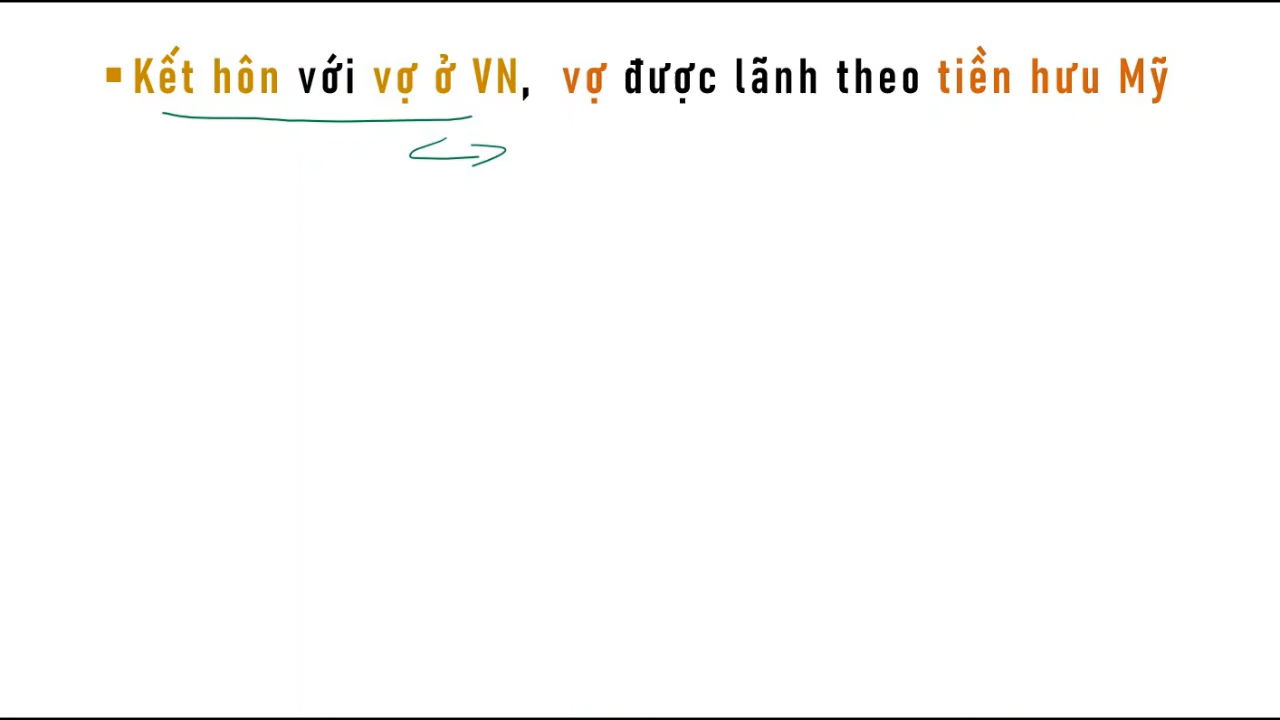 ▪ Kết hôn với vợ ở VN, vợ được lãnh theo tiền hưu Mỹ